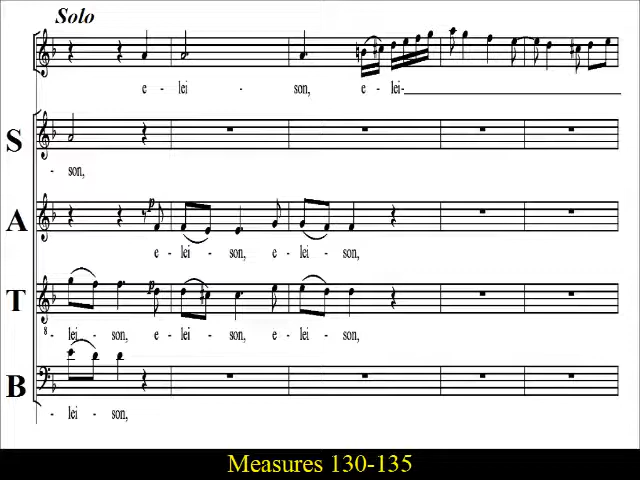 Solo
e - lei - son, e - lei-
S
- son,
A
p
e - lei - son, e - lei - son,
T
p
8
- lei - son, e - lei - son, e - lei - son,
B
- lei - son,
Measures 130-135